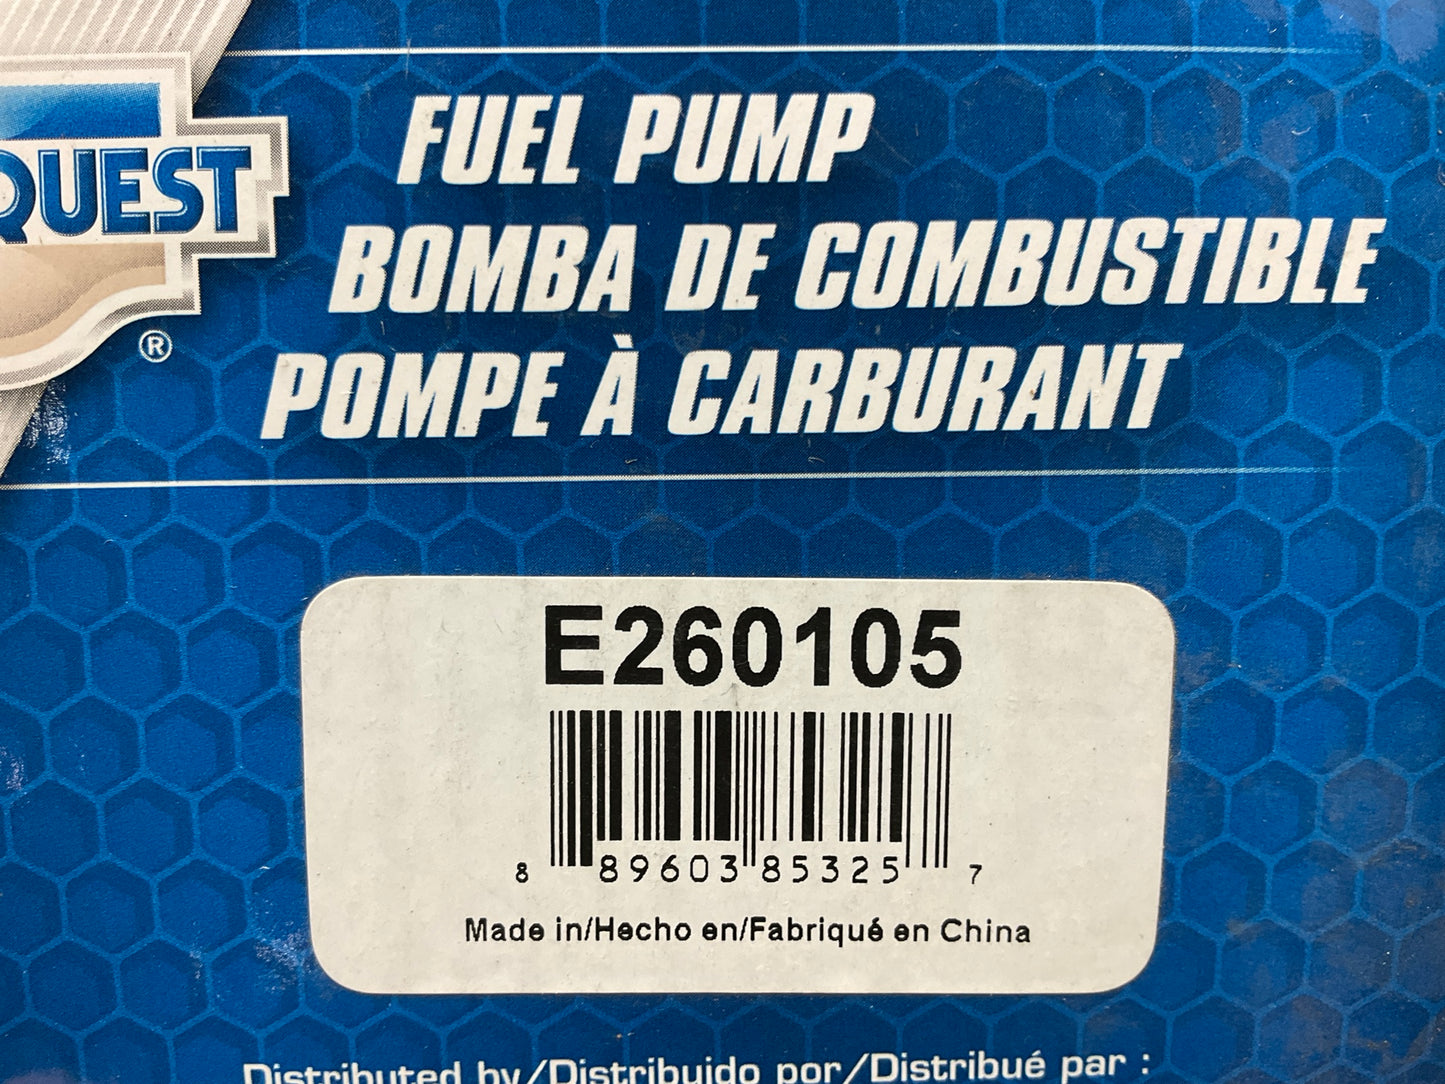 QUEST
®
FUEL PUMP
BOMBA DE COMBUSTIBLE
POMPE À CARBURANT
E260105
8 89603 85325 7
Made in/Hecho en/Fabriqué en China
Distributed by/Distribuido por/Distribué par :